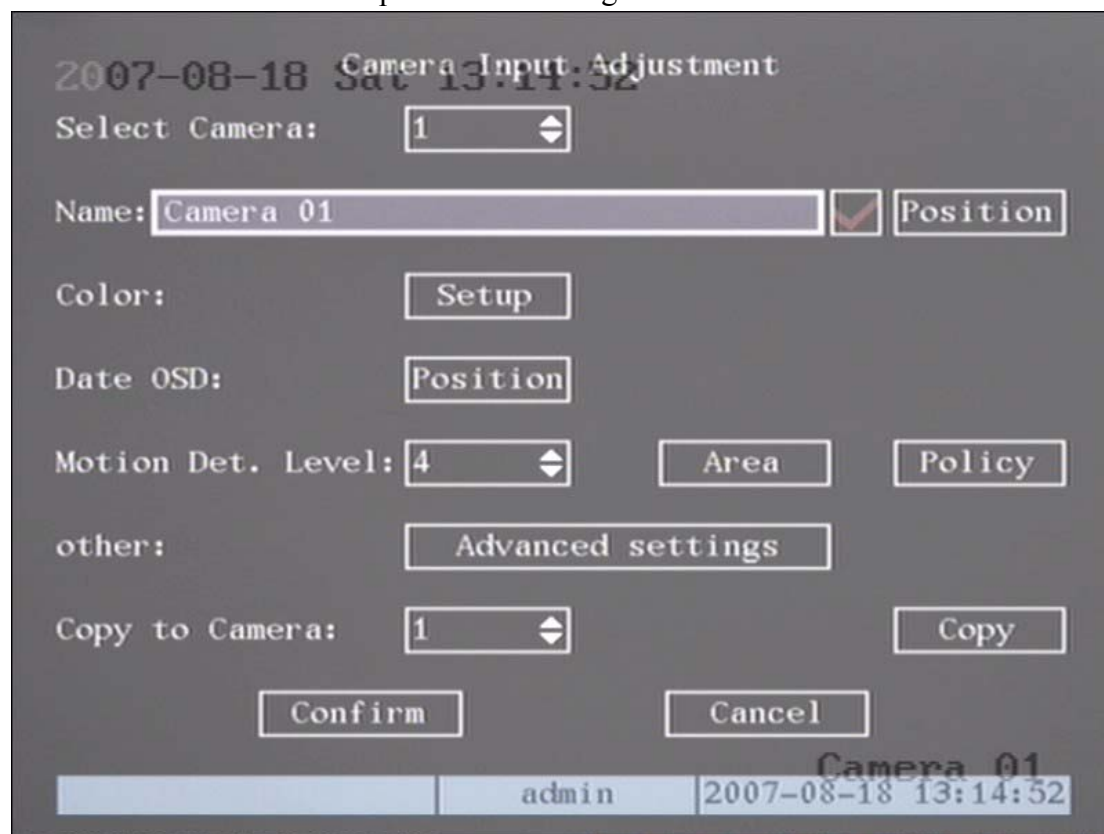 2007-08-18 Sat 13:14:52
Camera Input Adjustment
Select Camera: 1
Name: Camera 01 Position
Color: Setup
Date OSD: Position
Motion Det. Level: 4 Area Policy
other: Advanced settings
Copy to Camera: 1 Copy
Confirm Cancel
Camera 01
admin 2007-08-18 13:14:52